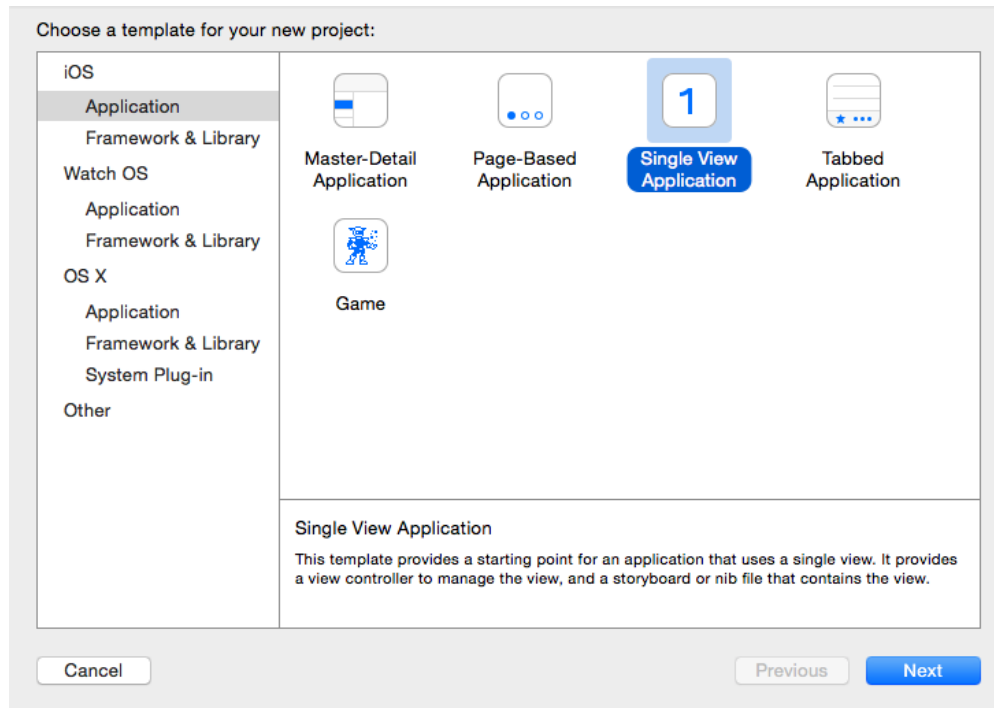 Choose a template for your new project:
iOS
Application
Framework & Library
Watch OS
Application
Framework & Library
OS X
Application
Framework & Library
System Plug-in
Other
Master-Detail
Application
Page-Based
Application
1
Single View
Application
Tabbed
Application
Game
Single View Application
This template provides a starting point for an application that uses a single view. It provides
a view controller to manage the view, and a storyboard or nib file that contains the view.
Cancel
Previous
Next